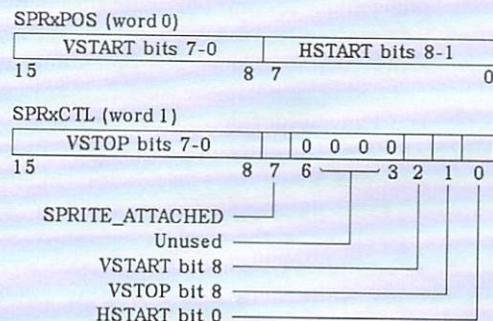 SPRxPOS (word 0)
VSTART bits 7-0 HSTART bits 8-1
15 8 7 0
SPRxCTL (word 1)
VSTOP bits 7-0 0 0 0 0
15 8 7 6 3 2 1 0
SPRITE_ATTACHED
Unused
VSTART bit 8
VSTOP bit 8
HSTART bit 0